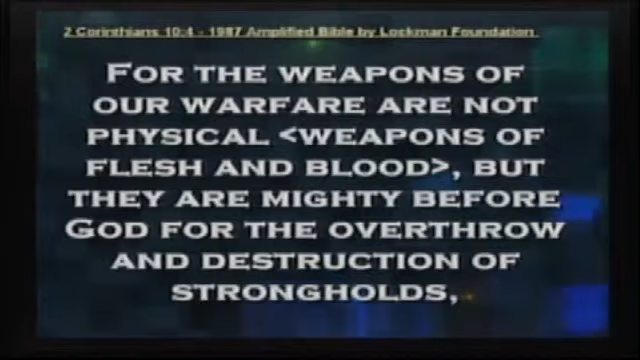 2 Corinthians 10:4 - 1987 Amplified Bible by Lockman Foundation
For the weapons of
our warfare are not
physical <weapons of
flesh and blood>, but
they are mighty before
God for the overthrow
and destruction of
strongholds,